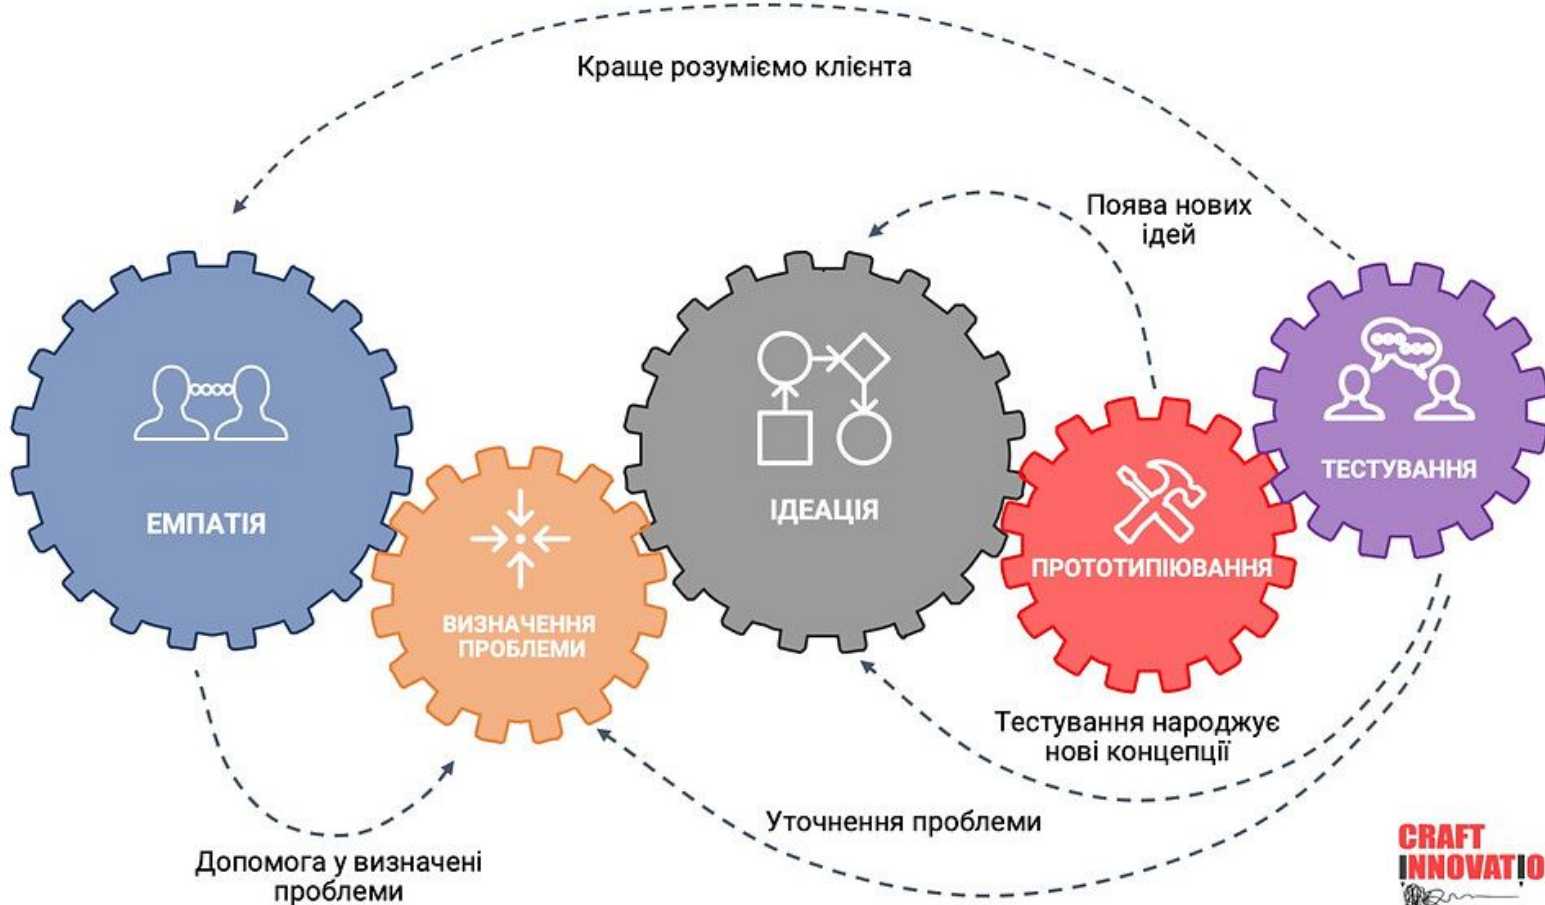 Краще розуміємо клієнта
Поява нових
ідей
ЕМПАТІЯ
ВИЗНАЧЕННЯ
ПРОБЛЕМИ
ІДЕАЦІЯ
ПРОТОТИПІЮВАННЯ
ТЕСТУВАННЯ
Тестування народжує
нові концепції
Уточнення проблеми
Допомога у визначені
проблеми
CRAFT
INNOVATIO